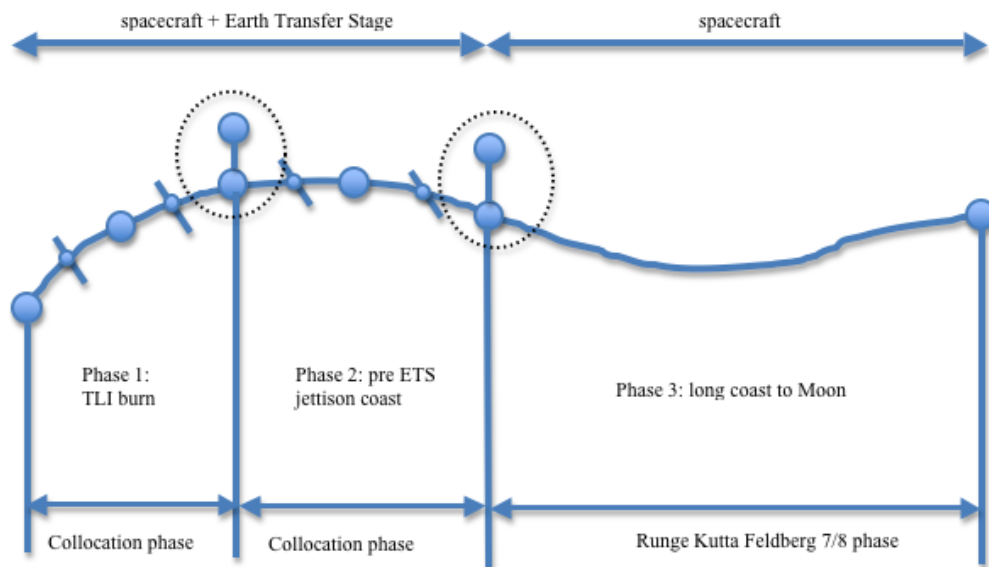 spacecraft + Earth Transfer Stage
spacecraft
Phase 1:
TLI burn
Phase 2: pre ETS
jettison coast
Phase 3: long coast to Moon
Collocation phase
Collocation phase
Runge Kutta Feldberg 7/8 phase